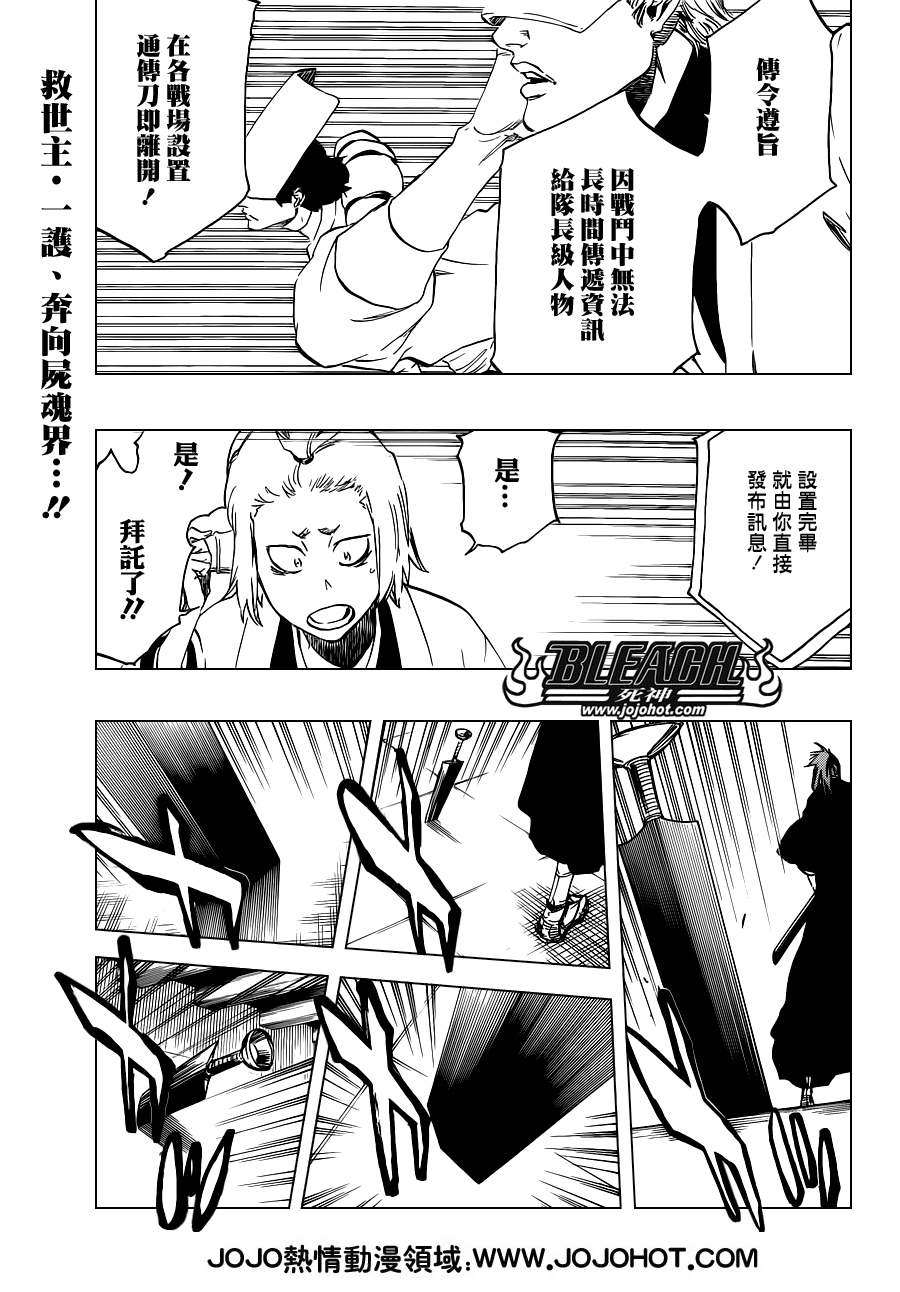 傳令遵旨
因戰鬥中無法
長時間傳遞資訊
給隊長級人物
在各戰場設置
通傳刀即離開！
救世主・一護、奔向屍魂界…!!
設置完畢
就由你直接
發布訊息！
是…
是！
拜託了!!
BLEACH
死神
www.jojohot.com
JOJO熱情動漫領域:WWW.JOJOHOT.COM